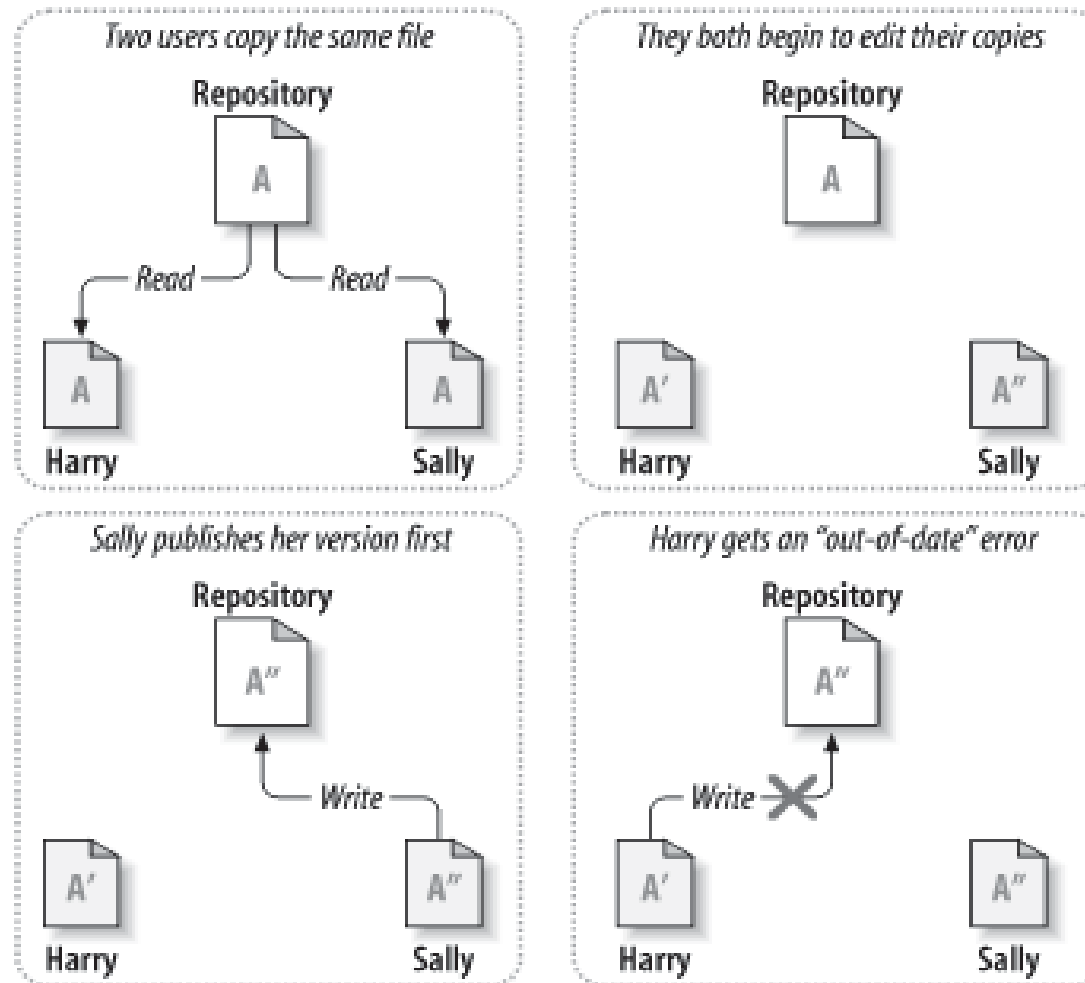 Two users copy the same file
Repository
A
Read Read
A A
Harry Sally
They both begin to edit their copies
Repository
A
A' A"
Harry Sally
Sally publishes her version first
Repository
A"
Write
A' A"
Harry Sally
Harry gets an “out-of-date” error
Repository
A"
Write
A' A"
Harry Sally